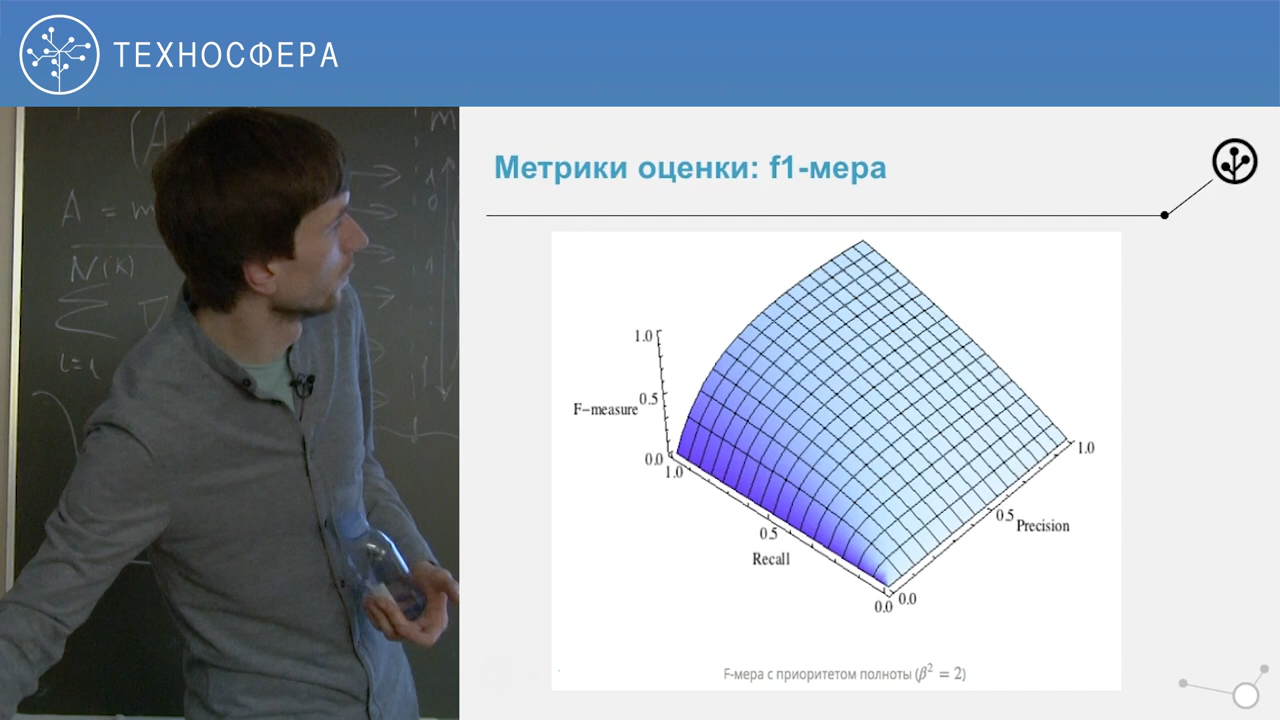 ТЕХНОСФЕРА
Метрики оценки: f1-мера
1.0
F-measure
0.5
0.0
1.0
0.5
Recall
0.0
0.0
0.5
Precision
1.0
F-мера с приоритетом полноты (β² = 2)
A = m
N(k)
Σ
i=1